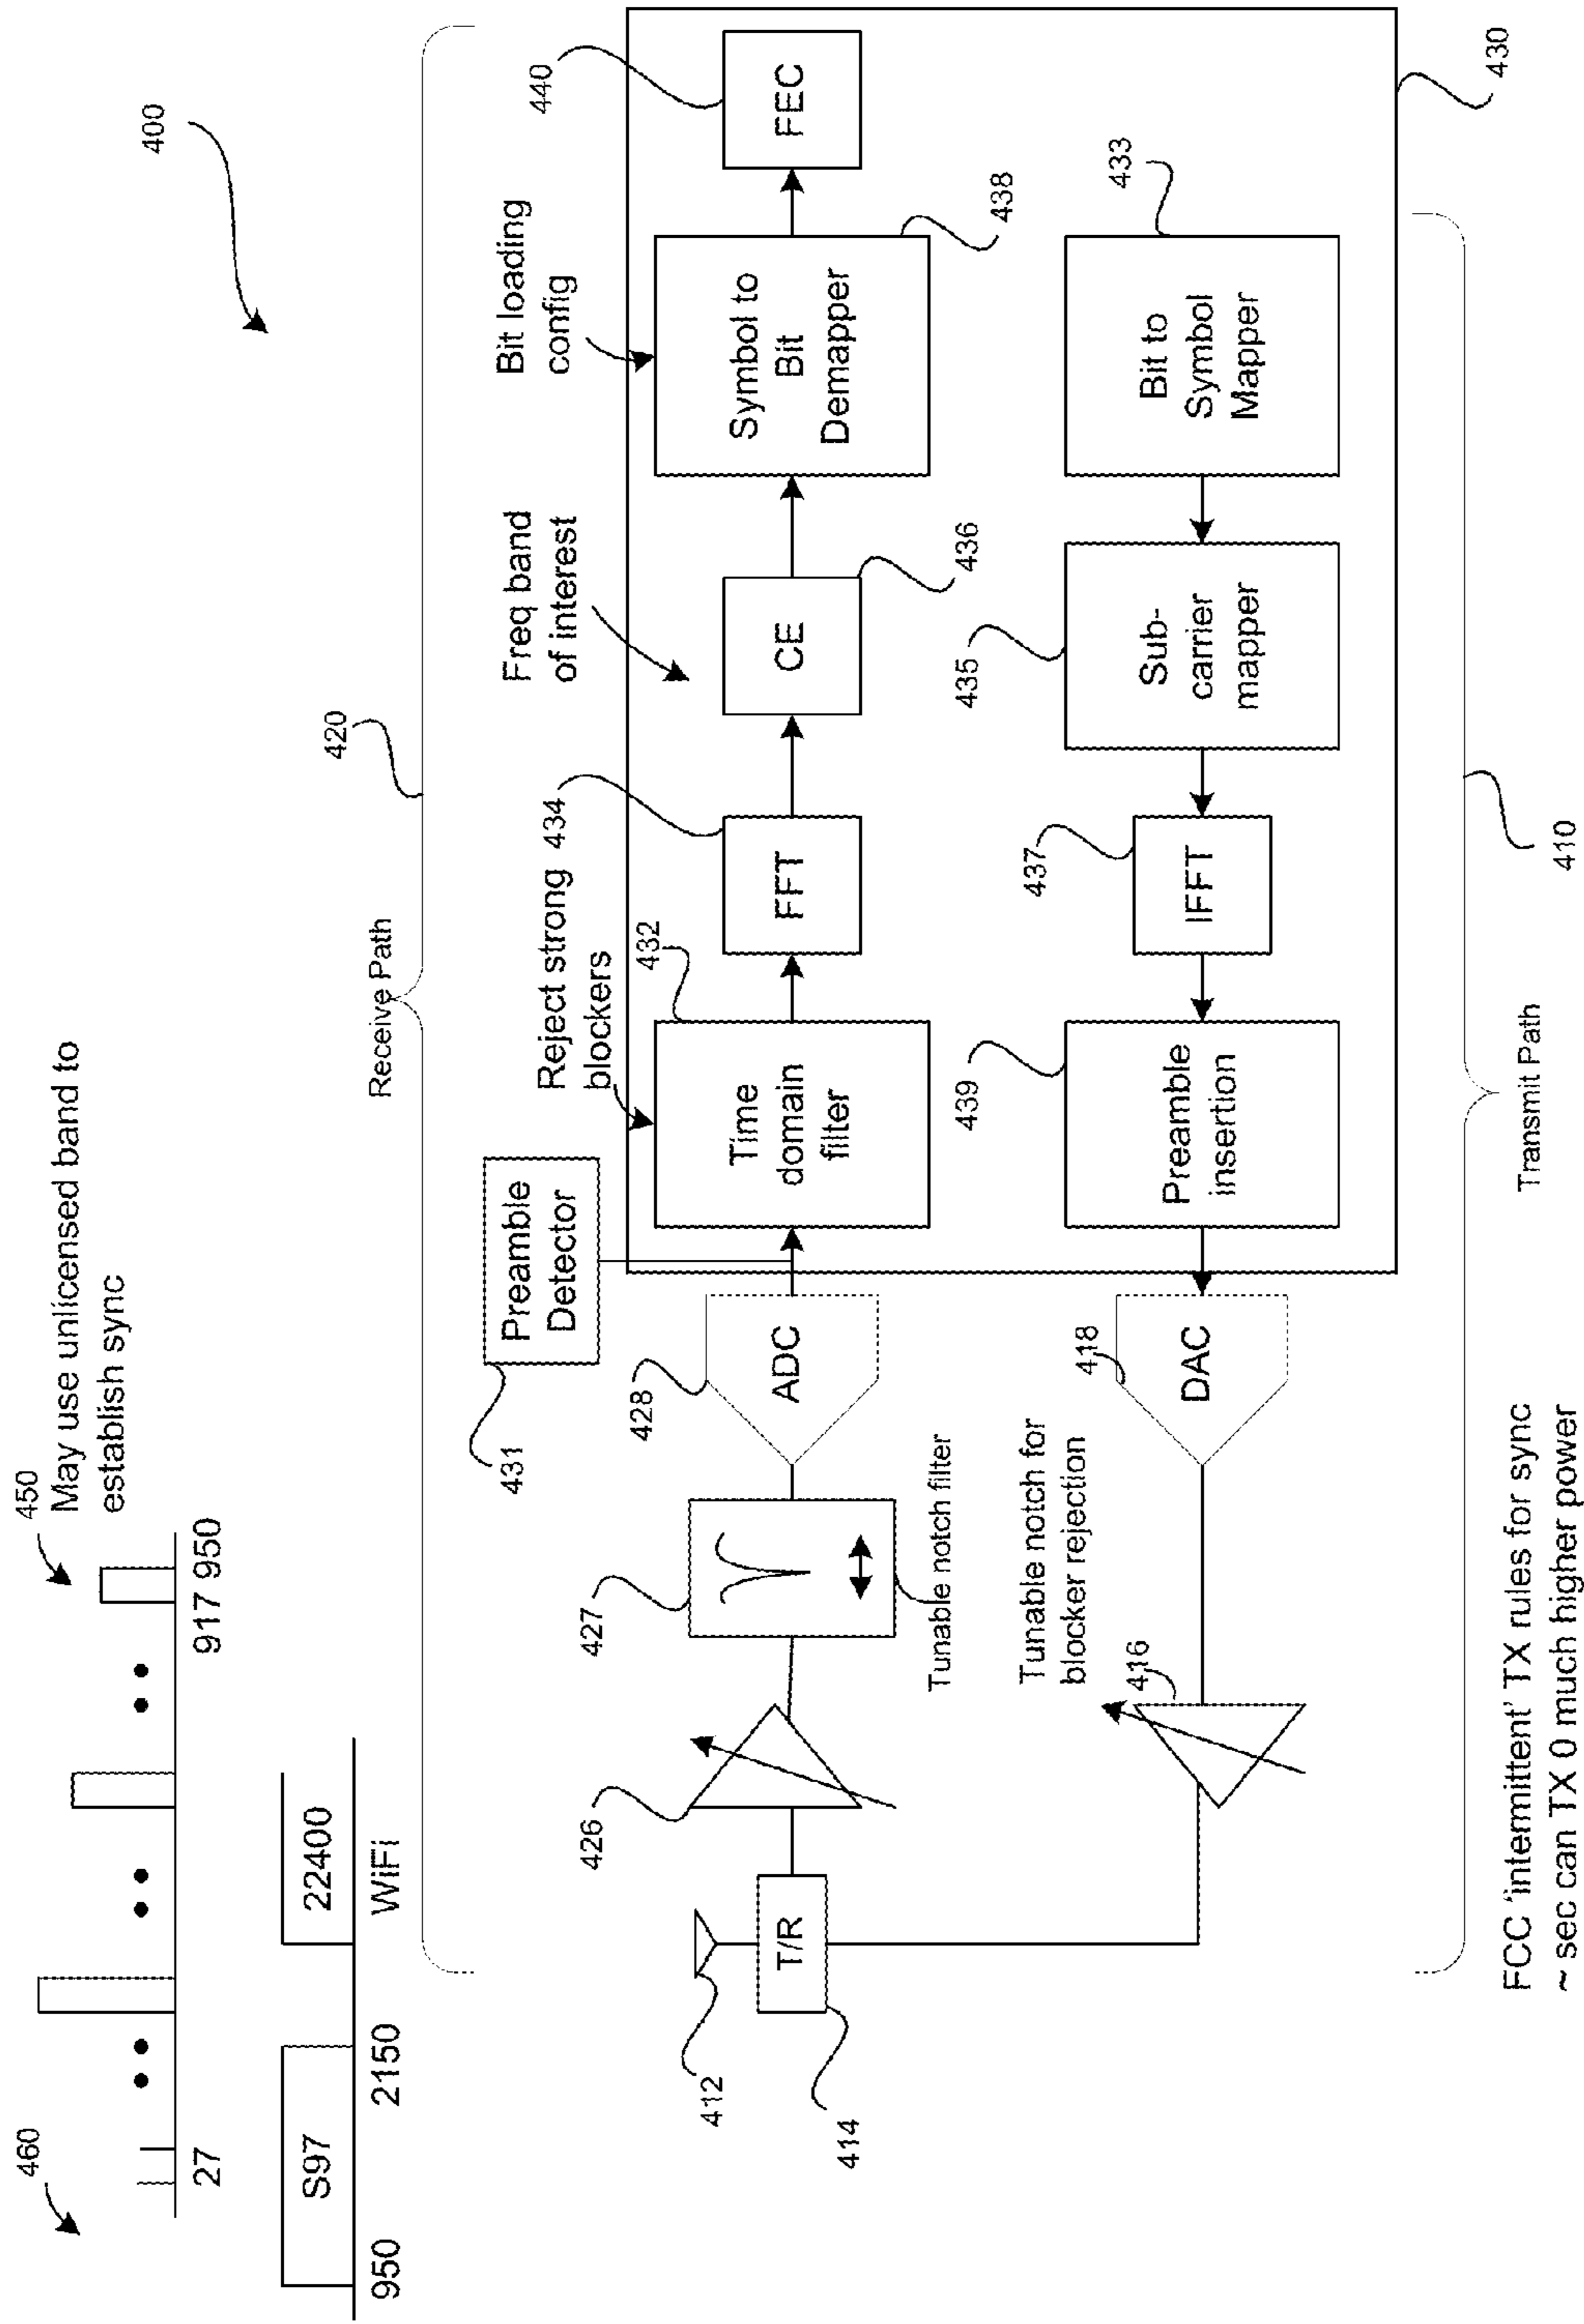 460
450
May use unlicensed band to
establish sync
27
917 950
400
S97
22400
950
2150
WiFi
420
Receive Path
Freq band
of interest
Bit loading
config
440
Reject strong
blockers
Preamble
Detector
431
432
434
436
438
412
T/R
414
426
427
Tunable notch filter
428
ADC
Time
domain
filter
FFT
CE
Symbol to
Bit
Demapper
FEC
Tunable notch for
blocker rejection
416
418
DAC
439
Preamble
insertion
437
IFFT
435
Sub-
carrier
mapper
433
Bit to
Symbol
Mapper
430
410
Transmit Path
FCC 'intermittent' TX rules for sync
~ sec can TX 0 much higher power